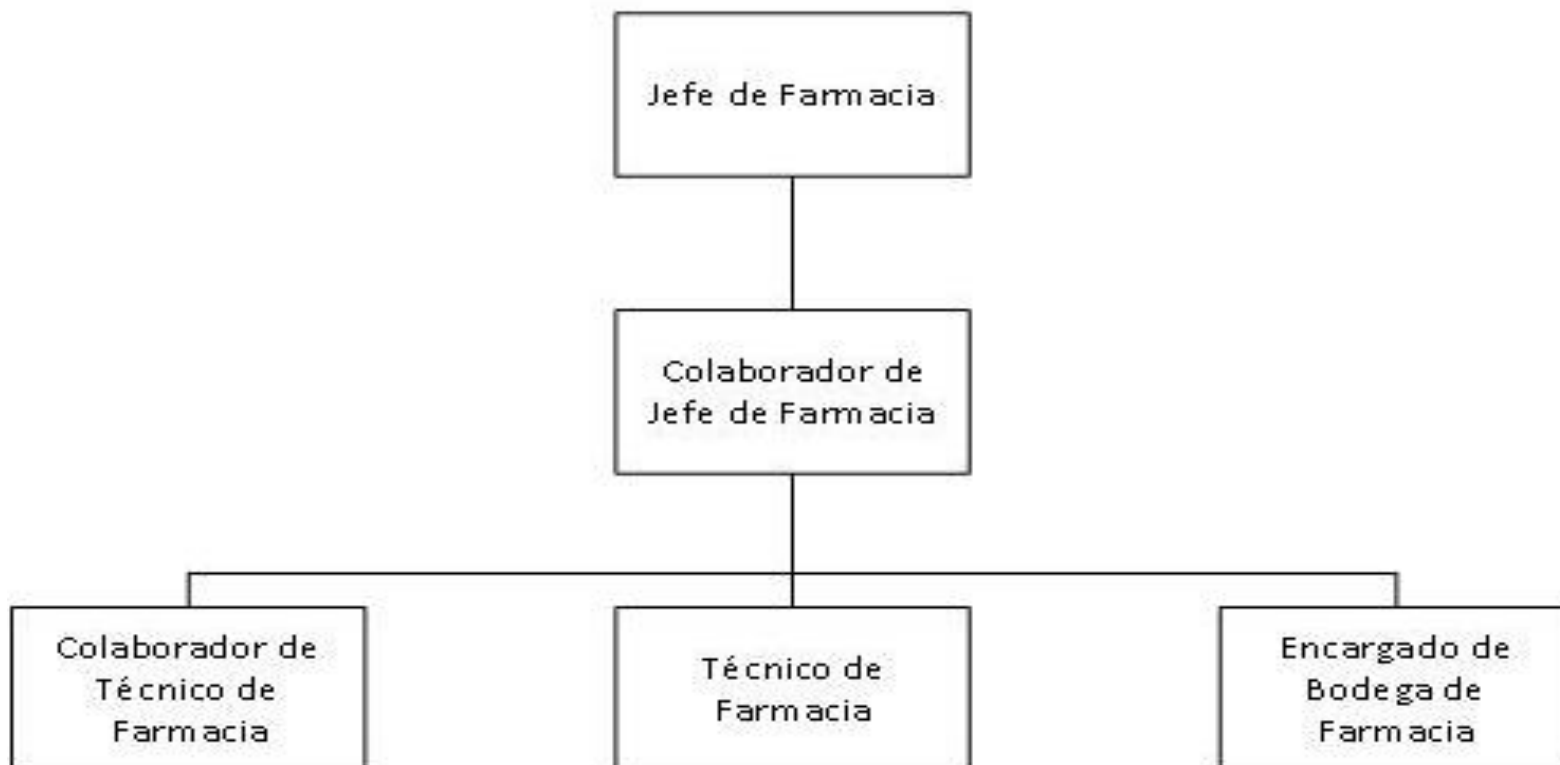 Jefe de Farmacia
Colaborador de
Jefe de Farmacia
Colaborador de
Técnico de
Farmacia
Técnico de
Farmacia
Encargado de
Bodega de
Farmacia